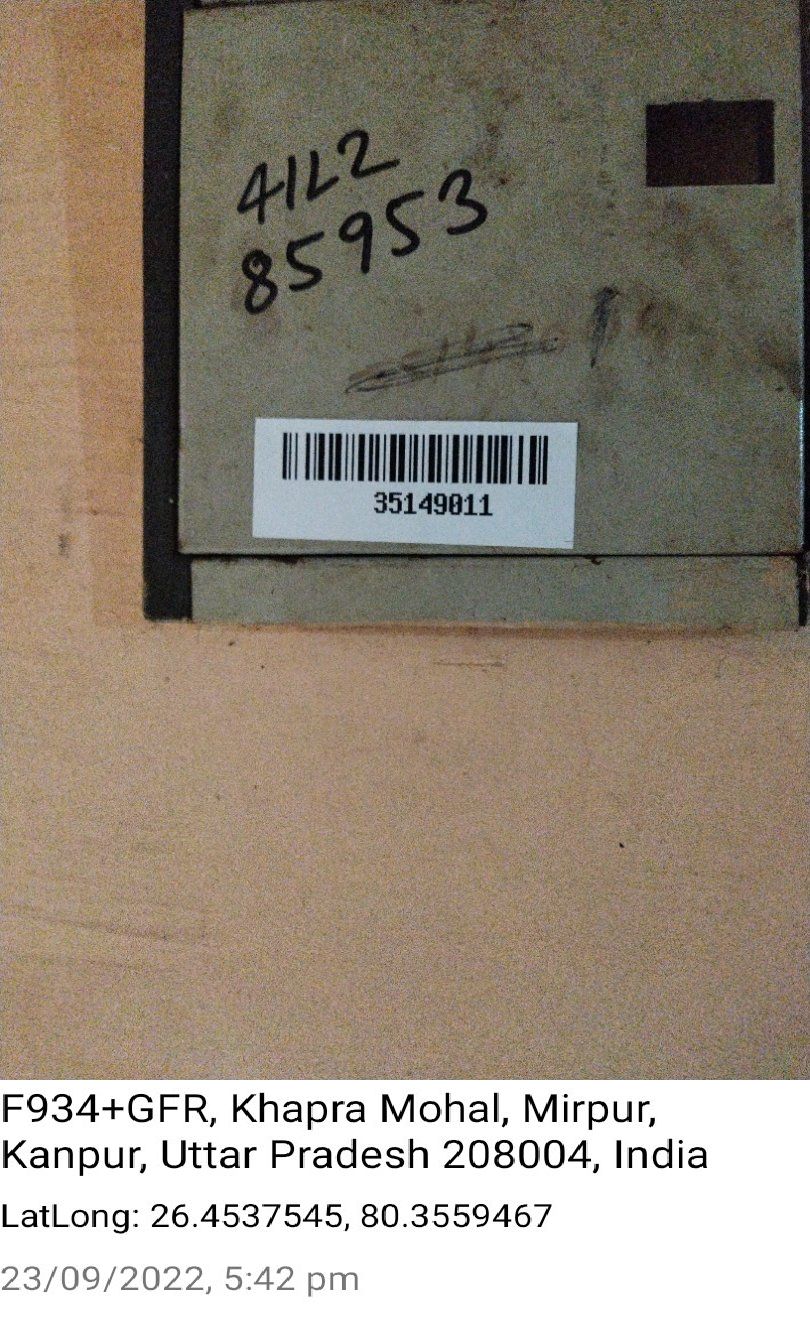 41L2
85953
35149011
F934+GFR, Khapra Mohal, Mirpur,
Kanpur, Uttar Pradesh 208004, India
LatLong: 26.4537545, 80.3559467
23/09/2022, 5:42 pm